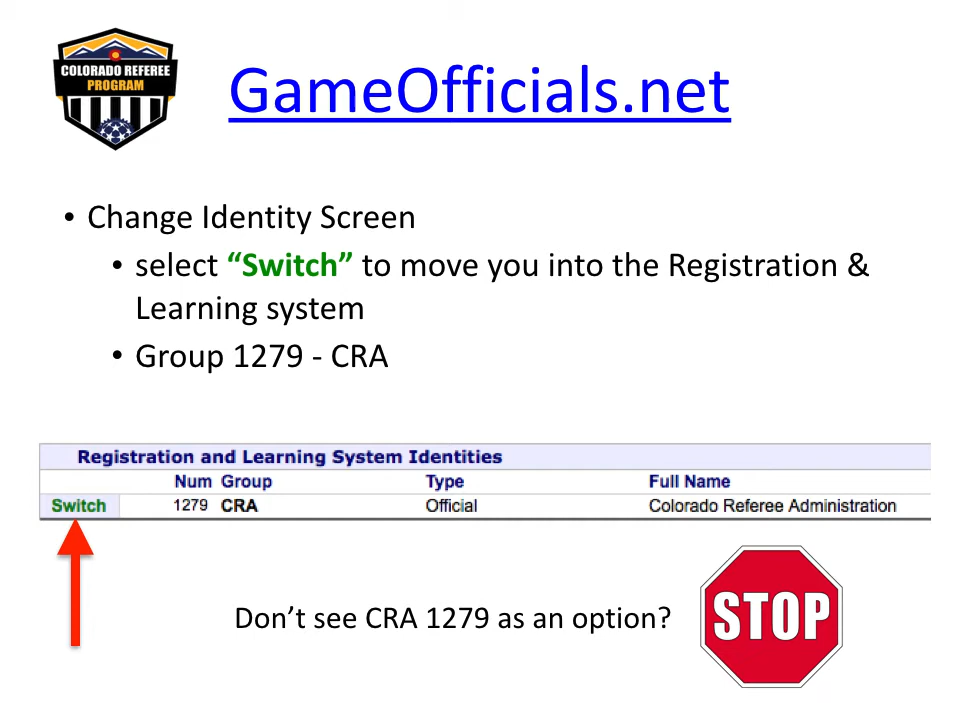 COLORADO REFEREE
PROGRAM
GameOfficials.net
• Change Identity Screen
• select “Switch” to move you into the Registration &
Learning system
• Group 1279 - CRA
Registration and Learning System Identities
Num Group Type Full Name
Switch 1279 CRA Official Colorado Referee Administration
Don’t see CRA 1279 as an option?
STOP